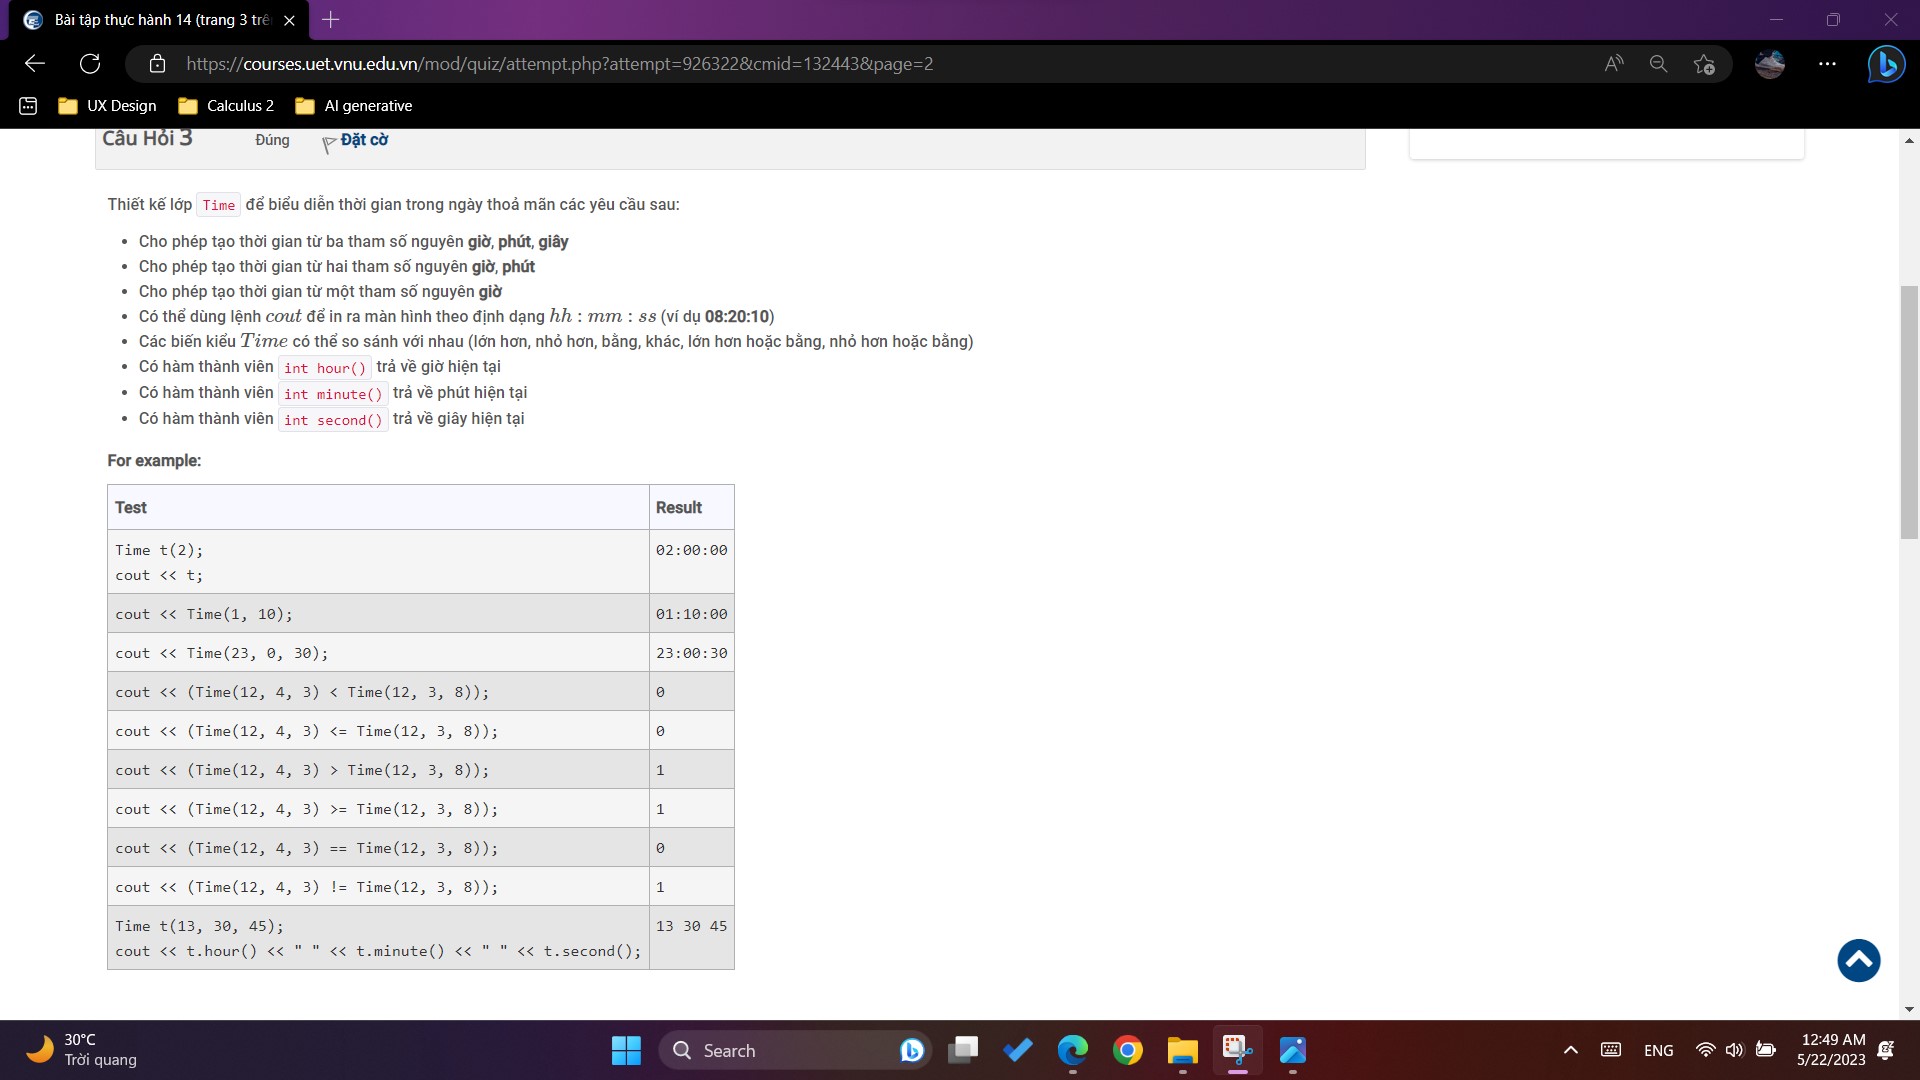 Bài tập thực hành 14 (trang 3 trê
https://courses.uet.vnu.edu.vn/mod/quiz/attempt.php?attempt=926322&cmid=132443&page=2
UX Design
Calculus 2
AI generative
Câu Hỏi 3
Đúng
Đặt cờ
Thiết kế lớp Time để biểu diễn thời gian trong ngày thoả mãn các yêu cầu sau:
• Cho phép tạo thời gian từ ba tham số nguyên giờ, phút, giây
• Cho phép tạo thời gian từ hai tham số nguyên giờ, phút
• Cho phép tạo thời gian từ một tham số nguyên giờ
• Có thể dùng lệnh cout để in ra màn hình theo định dạng hh : mm : ss (ví dụ 08:20:10)
• Các biến kiểu Time có thể so sánh với nhau (lớn hơn, nhỏ hơn, bằng, khác, lớn hơn hoặc bằng, nhỏ hơn hoặc bằng)
• Có hàm thành viên int hour() trả về giờ hiện tại
• Có hàm thành viên int minute() trả về phút hiện tại
• Có hàm thành viên int second() trả về giây hiện tại
For example:
Test Result
Time t(2); 02:00:00
cout << t;
cout << Time(1, 10); 01:10:00
cout << Time(23, 0, 30); 23:00:30
cout << (Time(12, 4, 3) < Time(12, 3, 8)); 0
cout << (Time(12, 4, 3) <= Time(12, 3, 8)); 0
cout << (Time(12, 4, 3) > Time(12, 3, 8)); 1
cout << (Time(12, 4, 3) >= Time(12, 3, 8)); 1
cout << (Time(12, 4, 3) == Time(12, 3, 8)); 0
cout << (Time(12, 4, 3) != Time(12, 3, 8)); 1
Time t(13, 30, 45); 13 30 45
cout << t.hour() << " " << t.minute() << " " << t.second();
30°C
Trời quang
Search
ENG
12:49 AM
5/22/2023